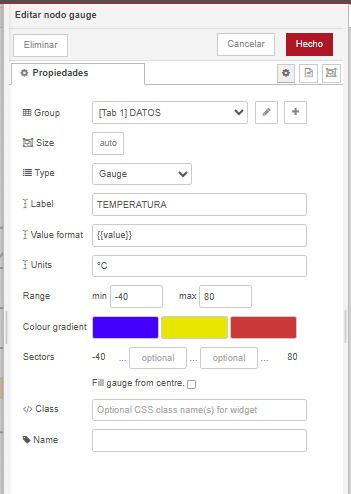 Editar nodo gauge
Eliminar Cancelar Hecho
Propiedades
Group [Tab 1] DATOS
Size auto
Type Gauge
Label TEMPERATURA
Value format {{value}}
Units °C
Range min -40 max 80
Colour gradient
Sectors -40 ... optional ... optional ... 80
Fill gauge from centre.
</> Class Optional CSS class name(s) for widget
Name